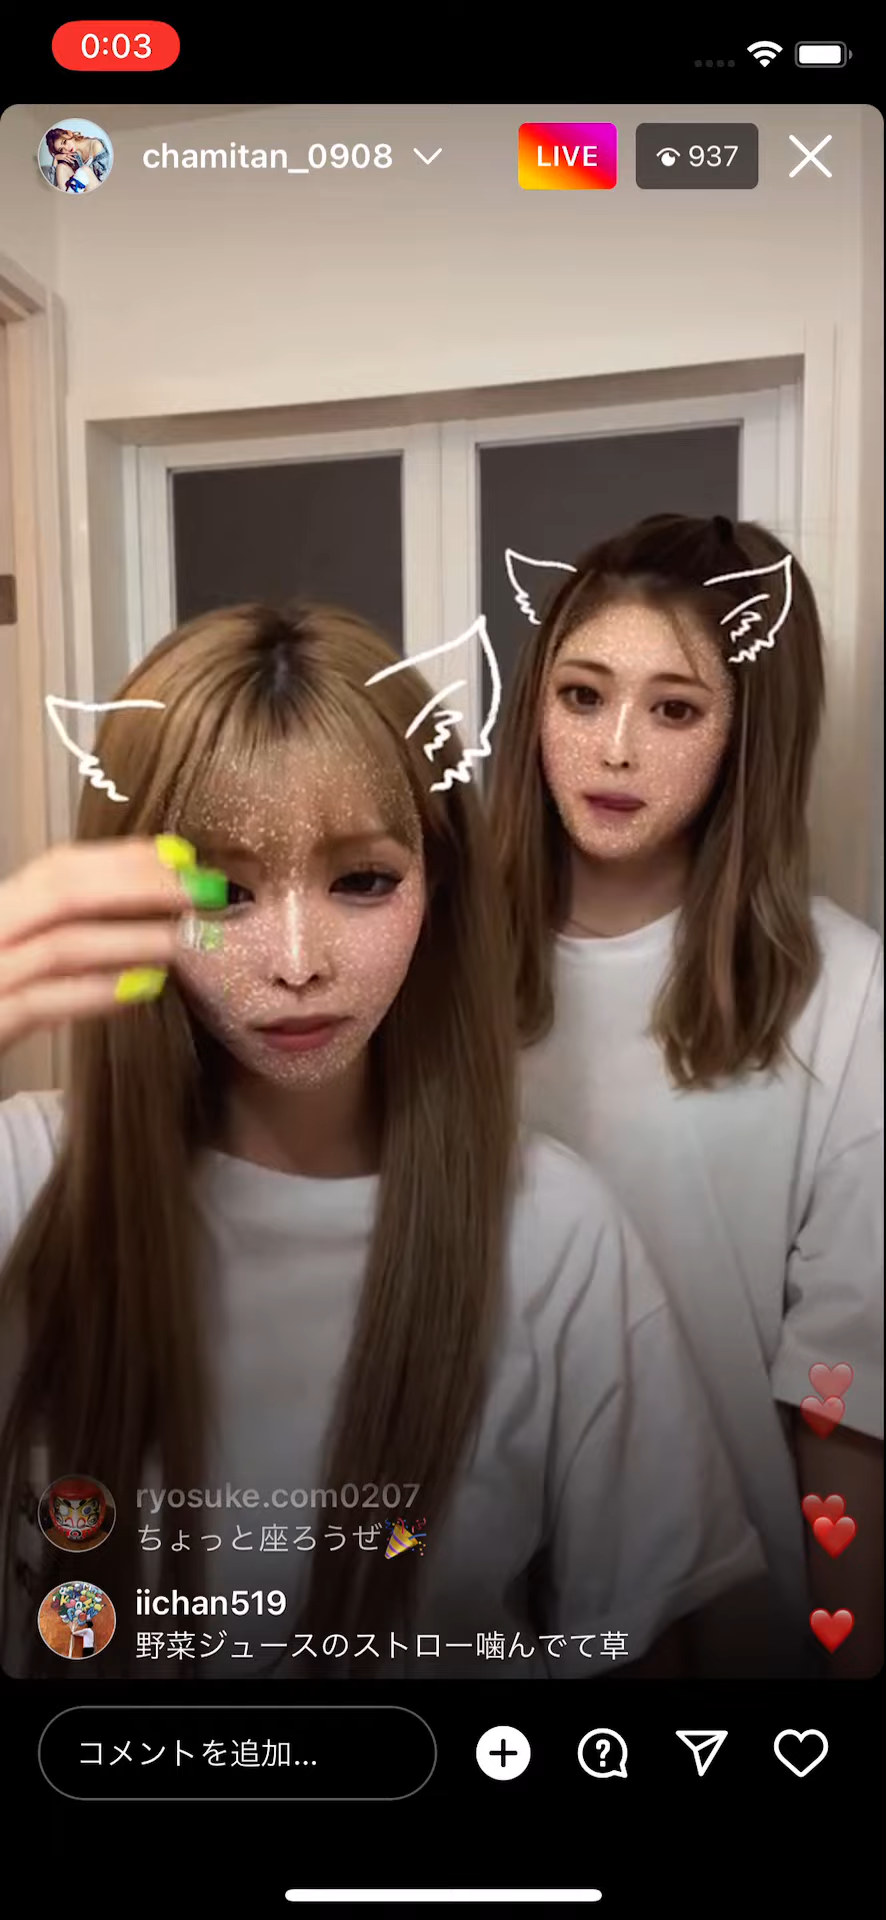 0:03
chamitan_0908
LIVE
937
ryosuke.com0207
ちょっと座ろうぜ🎉
iichan519
野菜ジュースのストロー噛んでて草
コメントを追加...